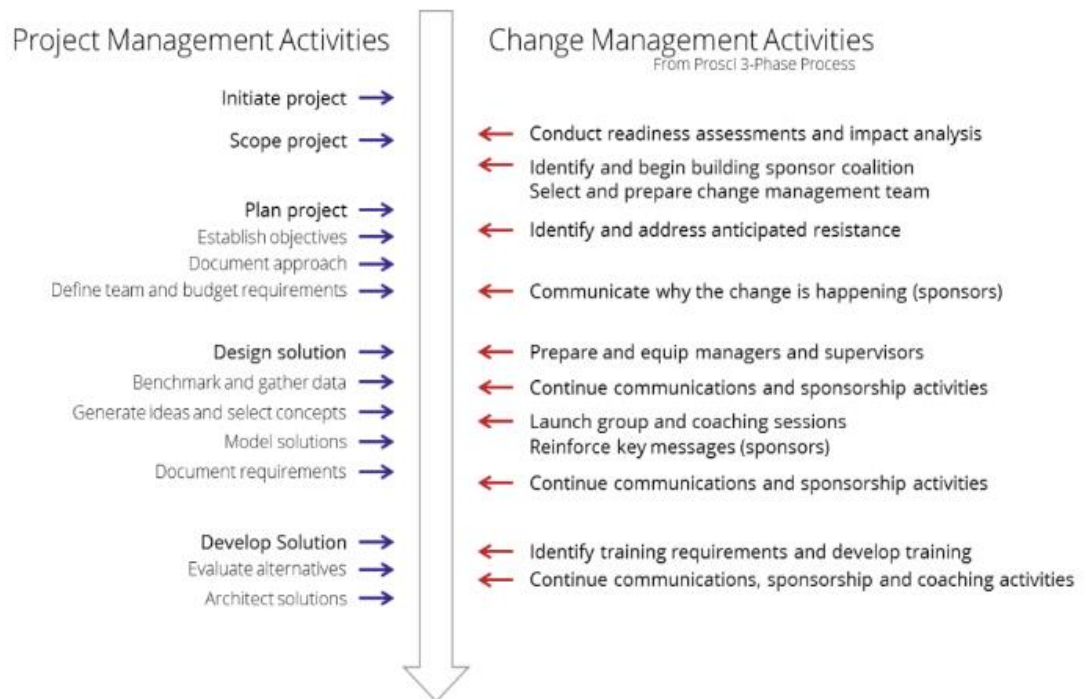 Project Management Activities
Initiate project
Scope project
Plan project
Establish objectives
Document approach
Define team and budget requirements
Design solution
Benchmark and gather data
Generate ideas and select concepts
Model solutions
Document requirements
Develop Solution
Evaluate alternatives
Architect solutions
Change Management Activities
From Prosci 3-Phase Process
Conduct readiness assessments and impact analysis
Identify and begin building sponsor coalition
Select and prepare change management team
Identify and address anticipated resistance
Communicate why the change is happening (sponsors)
Prepare and equip managers and supervisors
Continue communications and sponsorship activities
Launch group and coaching sessions
Reinforce key messages (sponsors)
Continue communications and sponsorship activities
Identify training requirements and develop training
Continue communications, sponsorship and coaching activities